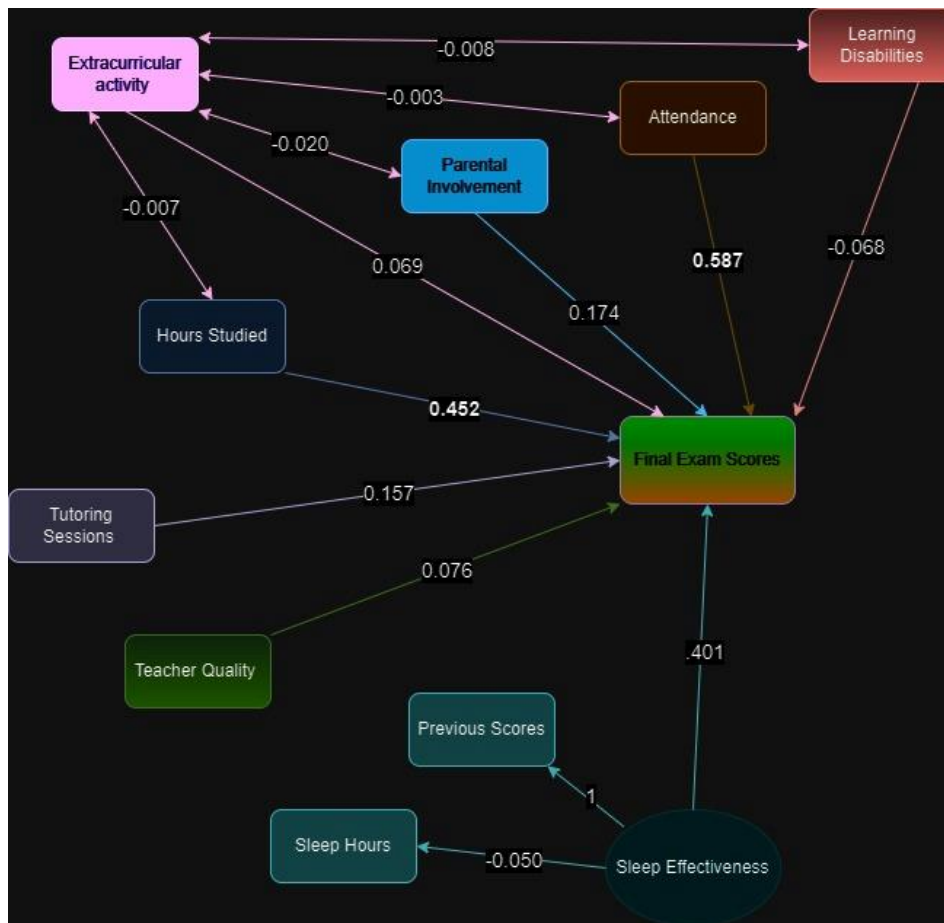 Learning
Disabilities
-0.008
Extracurricular
activity
-0.003
Attendance
-0.020
Parental
Involvement
-0.007
-0.068
0.069
0.587
0.174
Hours Studied
0.452
Final Exam Scores
0.157
Tutoring
Sessions
0.076
Teacher Quality
.401
Previous Scores
1
Sleep Hours
-0.050
Sleep Effectiveness